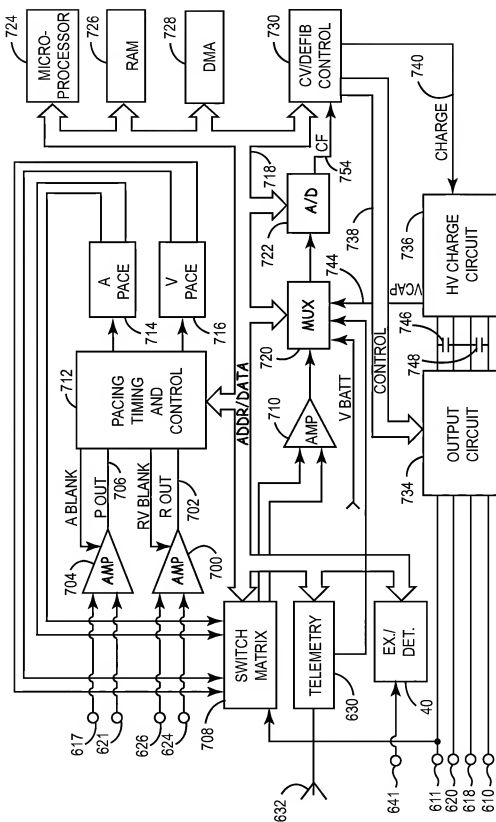 724
MICRO-
PROCESSOR
726
RAM
728
DMA
730
CV/DEFIB
CONTROL
740
CHARGE
718
CF
754
A/D
722
738
744
VCAP
736
HV CHARGE
CIRCUIT
746
748
A
PACE
714
V
PACE
716
712
PACING
TIMING
AND
CONTROL
ADDR/DATA
MUX
720
710
AMP
V BATT
CONTROL
734
OUTPUT
CIRCUIT
A BLANK
P OUT
706
RV BLANK
R OUT
702
704
AMP
AMP
700
SWITCH
MATRIX
708
TELEMETRY
630
EX./
DET.
40
617
621
626
624
632
641
611
620
618
610